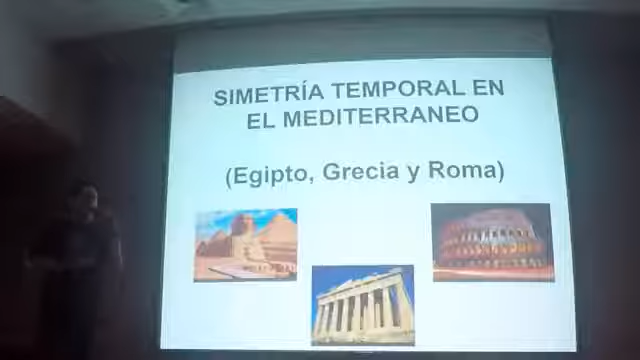 SIMETRÍA TEMPORAL EN
EL MEDITERRANEO
(Egipto, Grecia y Roma)